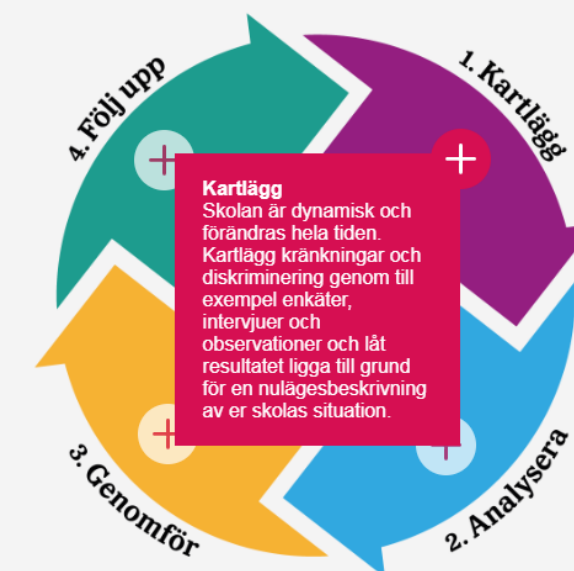 4. Följ upp
1. Kartlägg
Kartlägg
Skolan är dynamisk och
förändras hela tiden.
Kartlägg kränkningar och
diskriminering genom till
exempel enkäter,
intervjuer och
observationer och låt
resultatet ligga till grund
för en nulägesbeskrivning
av er skolas situation.
3. Genomför
2. Analysera